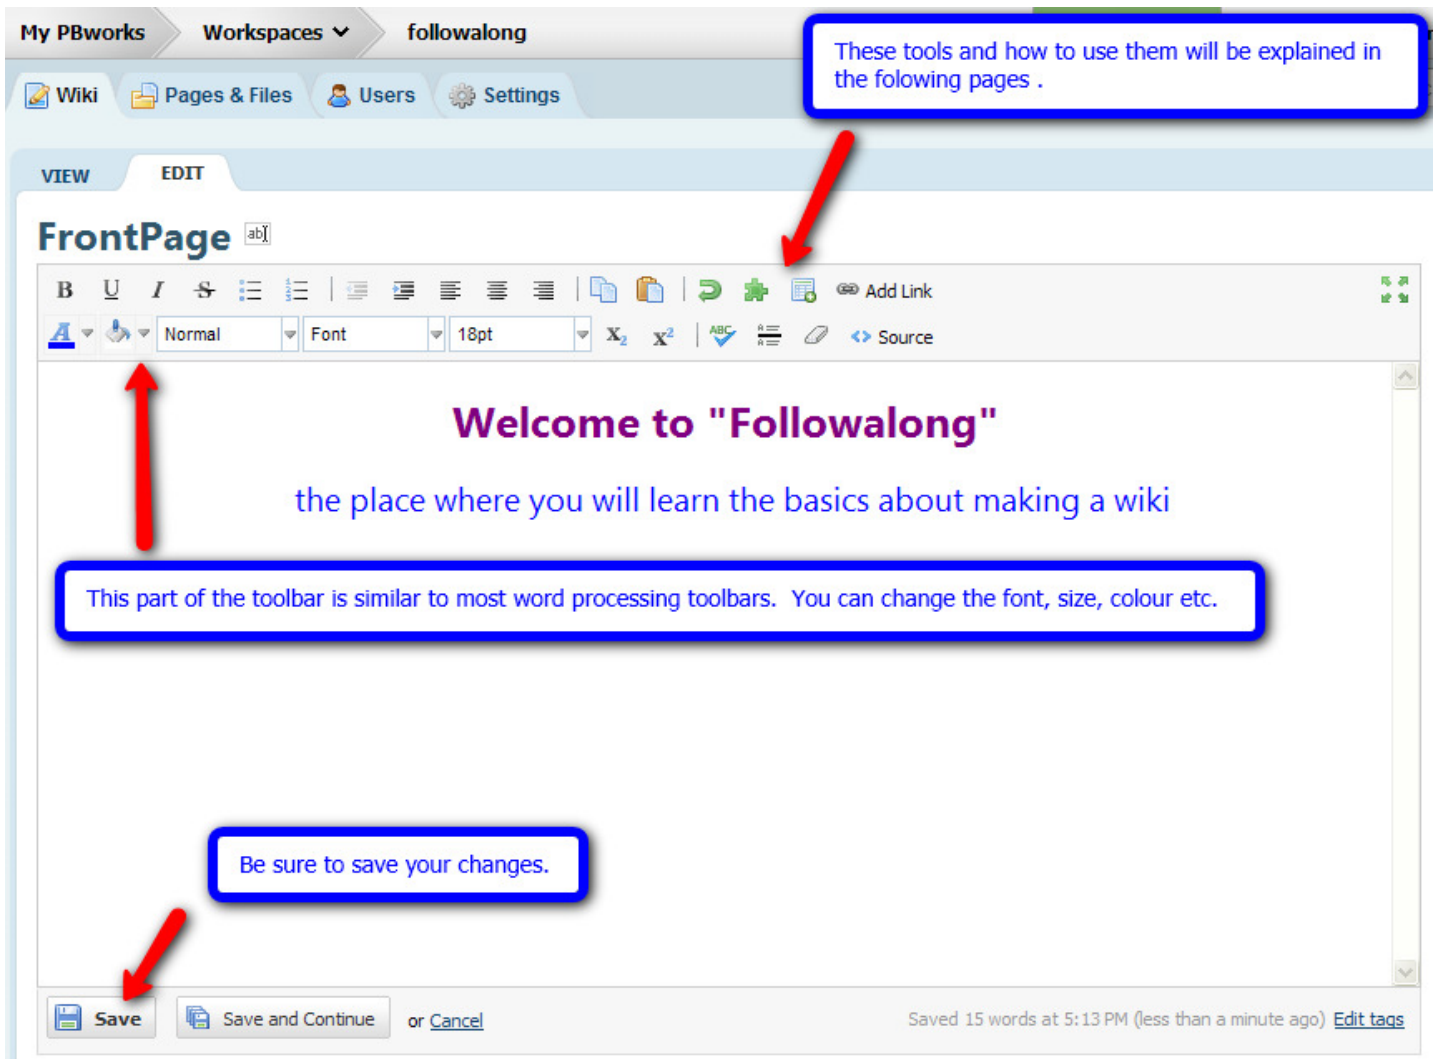 My PBworks Workspaces followalong
These tools and how to use them will be explained in
the folowing pages .
Wiki Pages & Files Users Settings
VIEW EDIT
FrontPage ab
B U I S Add Link
A Normal Font 18pt X2 X2 ABC Source
Welcome to "Followalong"
the place where you will learn the basics about making a wiki
This part of the toolbar is similar to most word processing toolbars. You can change the font, size, colour etc.
Be sure to save your changes.
Save Save and Continue or Cancel Saved 15 words at 5:13 PM (less than a minute ago) Edit tags